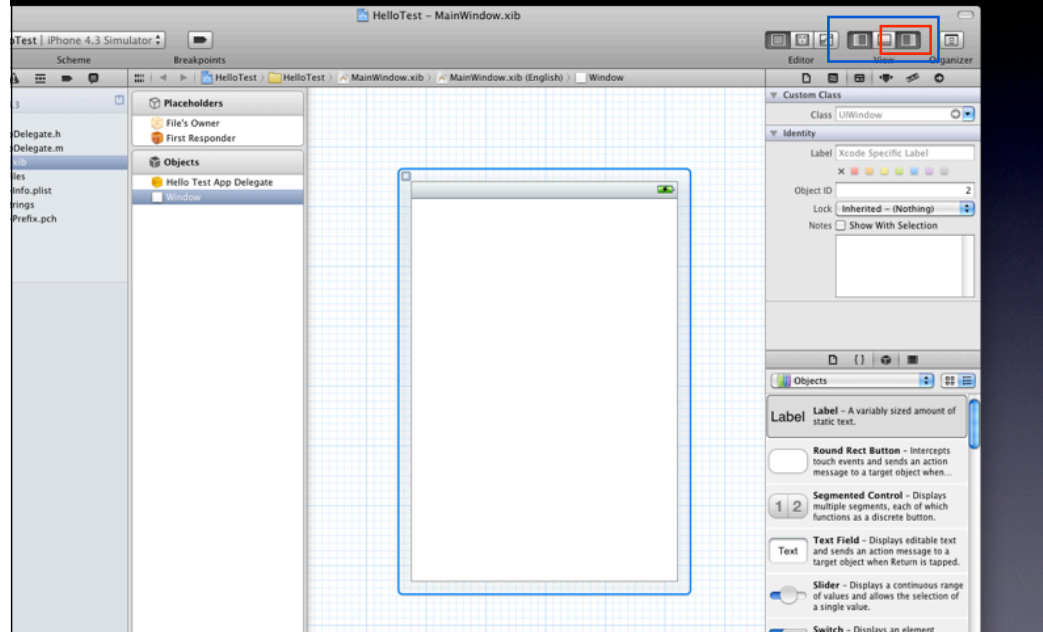 HelloTest – MainWindow.xib
oTest | iPhone 4.3 Simulator
Scheme
Breakpoints
Editor
View
Organizer
HelloTest
HelloTest
MainWindow.xib
MainWindow.xib (English)
Window
.3
Delegate.h
Delegate.m
.xib
les
Info.plist
rings
Prefix.pch
Placeholders
File's Owner
First Responder
Objects
Hello Test App Delegate
Window
Custom Class
Class UIWindow
Identity
Label Xcode Specific Label
Object ID 2
Lock Inherited – (Nothing)
Notes Show With Selection
{ }
Objects
Label
Label – A variably sized amount of
static text.
Round Rect Button – Intercepts
touch events and sends an action
message to a target object when...
1 2
Segmented Control – Displays
multiple segments, each of which
functions as a discrete button.
Text
Text Field – Displays editable text
and sends an action message to a
target object when Return is tapped.
Slider – Displays a continuous range
of values and allows the selection of
a single value.
Switch – Displays an element